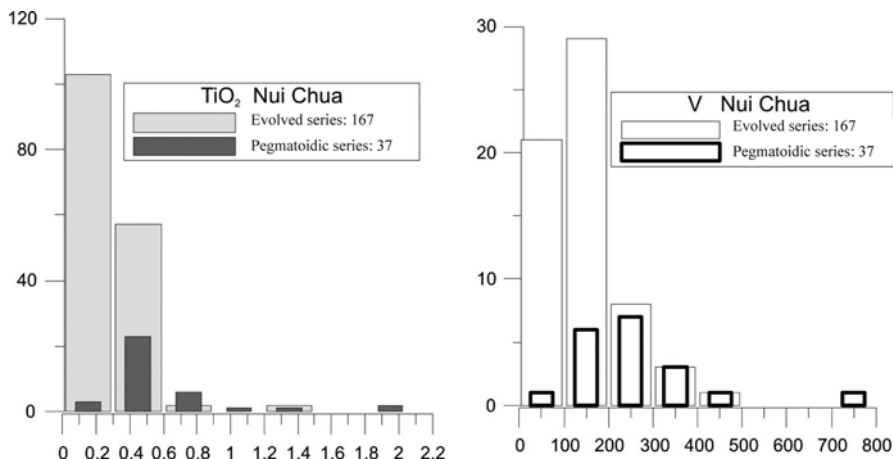 120
80
40
0
TiO2 Nui Chua
Evolved series: 167
Pegmatoidic series: 37
0 0.2 0.4 0.6 0.8 1 1.2 1.4 1.6 1.8 2 2.2
30
20
10
0
V Nui Chua
Evolved series: 167
Pegmatoidic series: 37
0 100 200 300 400 500 600 700 800